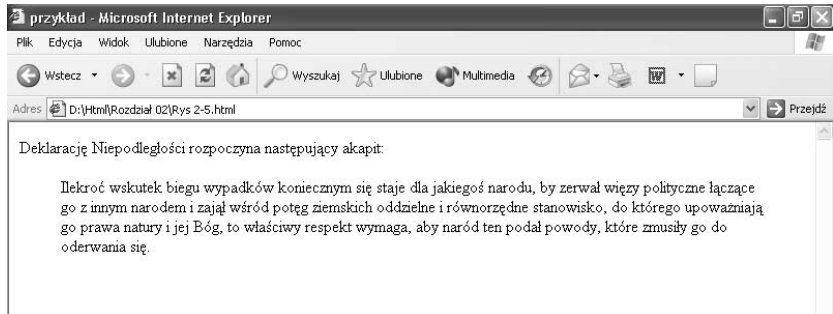 przykład - Microsoft Internet Explorer
Plik Edycja Widok Ulubione Narzędzia Pomoc
Wstecz Wyszukaj Ulubione Multimedia
Adres D:\Html\Rozdział 02\Rys 2-5.html Przejdź
Deklarację Niepodległości rozpoczyna następujący akapit:
Ilekroć wskutek biegu wypadków koniecznym się staje dla jakiegoś narodu, by zerwał więzy polityczne łączące
go z innym narodem i zajął wśród potęg ziemskich oddzielne i równorzędne stanowisko, do którego upoważniają
go prawa natury i jej Bóg, to właściwy respekt wymaga, aby naród ten podał powody, które zmusiły go do
oderwania się.